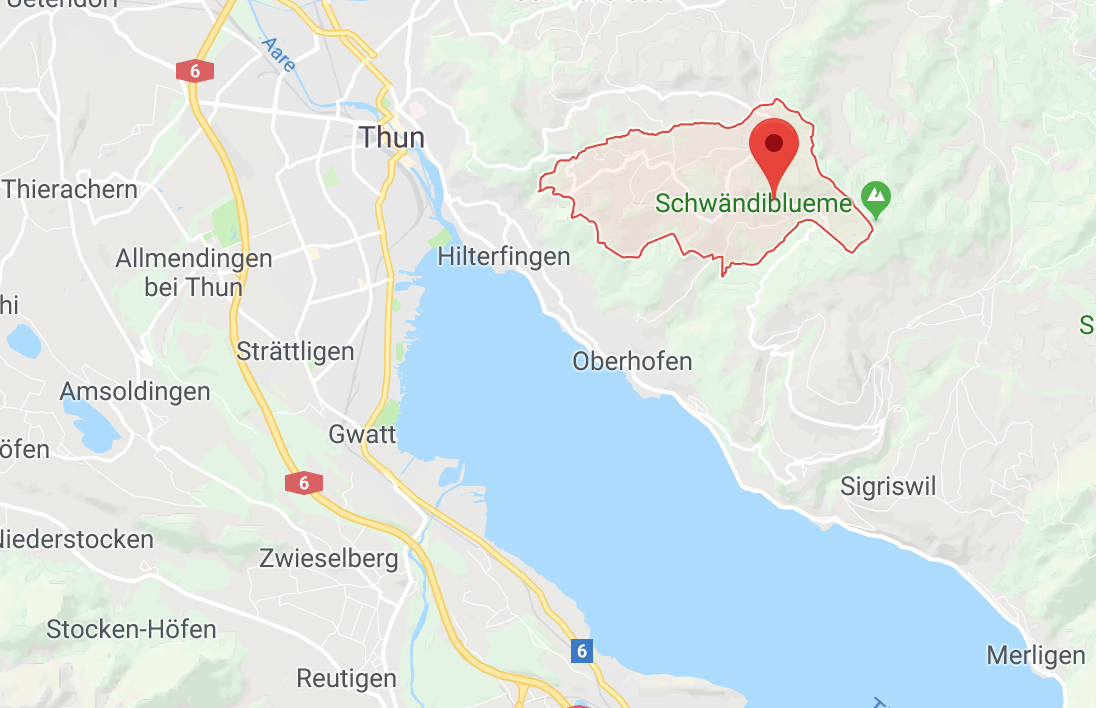 6
Aare
Thun
Thierachern
Schwändiblueme
Allmendingen
bei Thun
Hilterfingen
hi
S
Strättligen
Oberhofen
Amsoldingen
Gwatt
öfen
6
Sigriswil
Niederstocken
Zwieselberg
Stocken-Höfen
6
Merligen
Reutigen